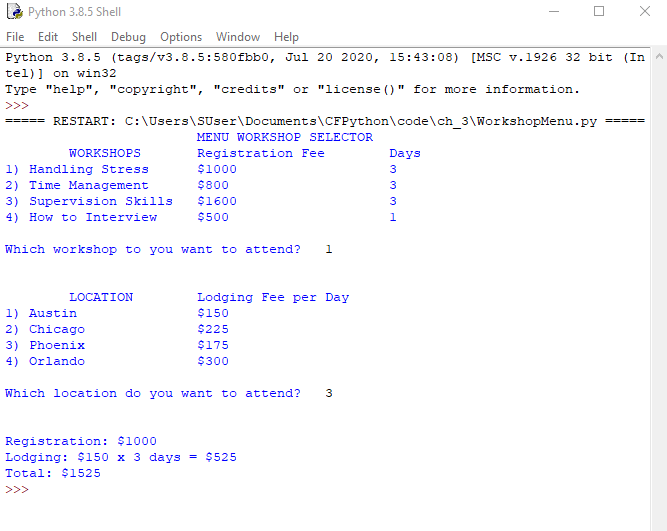 Python 3.8.5 Shell
File Edit Shell Debug Options Window Help
Python 3.8.5 (tags/v3.8.5:580fbb0, Jul 20 2020, 15:43:08) [MSC v.1926 32 bit (In
tel)] on win32
Type "help", "copyright", "credits" or "license()" for more information.
>>>
===== RESTART: C:\Users\SUser\Documents\CFPython\code\ch_3\WorkshopMenu.py =====
MENU WORKSHOP SELECTOR
WORKSHOPS Registration Fee Days
1) Handling Stress $1000 3
2) Time Management $800 3
3) Supervision Skills $1600 3
4) How to Interview $500 1
Which workshop to you want to attend? 1
LOCATION Lodging Fee per Day
1) Austin $150
2) Chicago $225
3) Phoenix $175
4) Orlando $300
Which location do you want to attend? 3
Registration: $1000
Lodging: $150 x 3 days = $525
Total: $1525
>>>